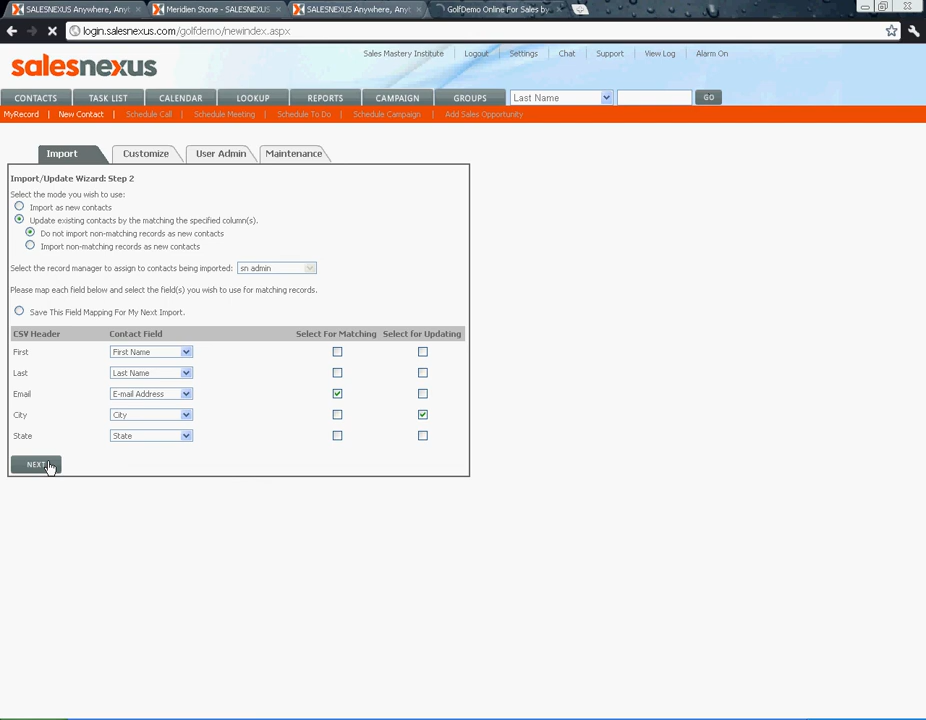 SALESNEXUS Anywhere, Any Meridien Stone - SALESNEXUS SALESNEXUS Anywhere, Any GolfDemo Online For Sales by
login.salesnexus.com/golfdemo/newindex.aspx
Sales Mastery Institute Logout Settings Chat Support View Log Alarm On
salesnexus
CONTACTS TASK LIST CALENDAR LOOKUP REPORTS CAMPAIGN GROUPS Last Name GO
MyRecord | New Contact | Schedule Call | Schedule Meeting | Schedule To Do | Schedule Campaign | Add Sales Opportunity
Import Customize User Admin Maintenance
Import/Update Wizard: Step 2
Select the mode you wish to use:
Import as new contacts
Update existing contacts by the matching the specified column(s).
Do not import non-matching records as new contacts
Import non-matching records as new contacts
Select the record manager to assign to contacts being imported: sn admin
Please map each field below and select the field(s) you wish to use for matching records.
Save This Field Mapping For My Next Import.
CSV Header Contact Field Select For Matching Select for Updating
First First Name
Last Last Name
Email E-mail Address
City City
State State
NEXT